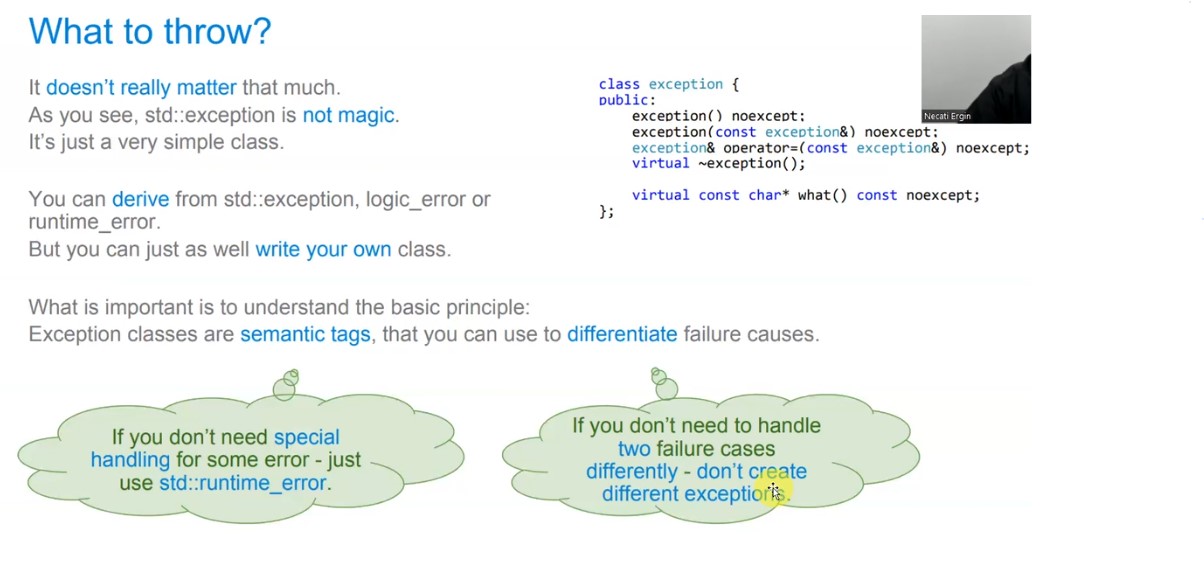 What to throw?
It doesn't really matter that much.
As you see, std::exception is not magic.
It's just a very simple class.
You can derive from std::exception, logic_error or
runtime_error.
But you can just as well write your own class.
class exception {
public:
exception() noexcept;
exception(const exception&) noexcept;
exception& operator=(const exception&) noexcept;
virtual ~exception();
virtual const char* what() const noexcept;
};
Necati Ergin
What is important is to understand the basic principle:
Exception classes are semantic tags, that you can use to differentiate failure causes.
If you don't need special
handling for some error - just
use std::runtime_error.
If you don't need to handle
two failure cases
differently - don't create
different exceptions.